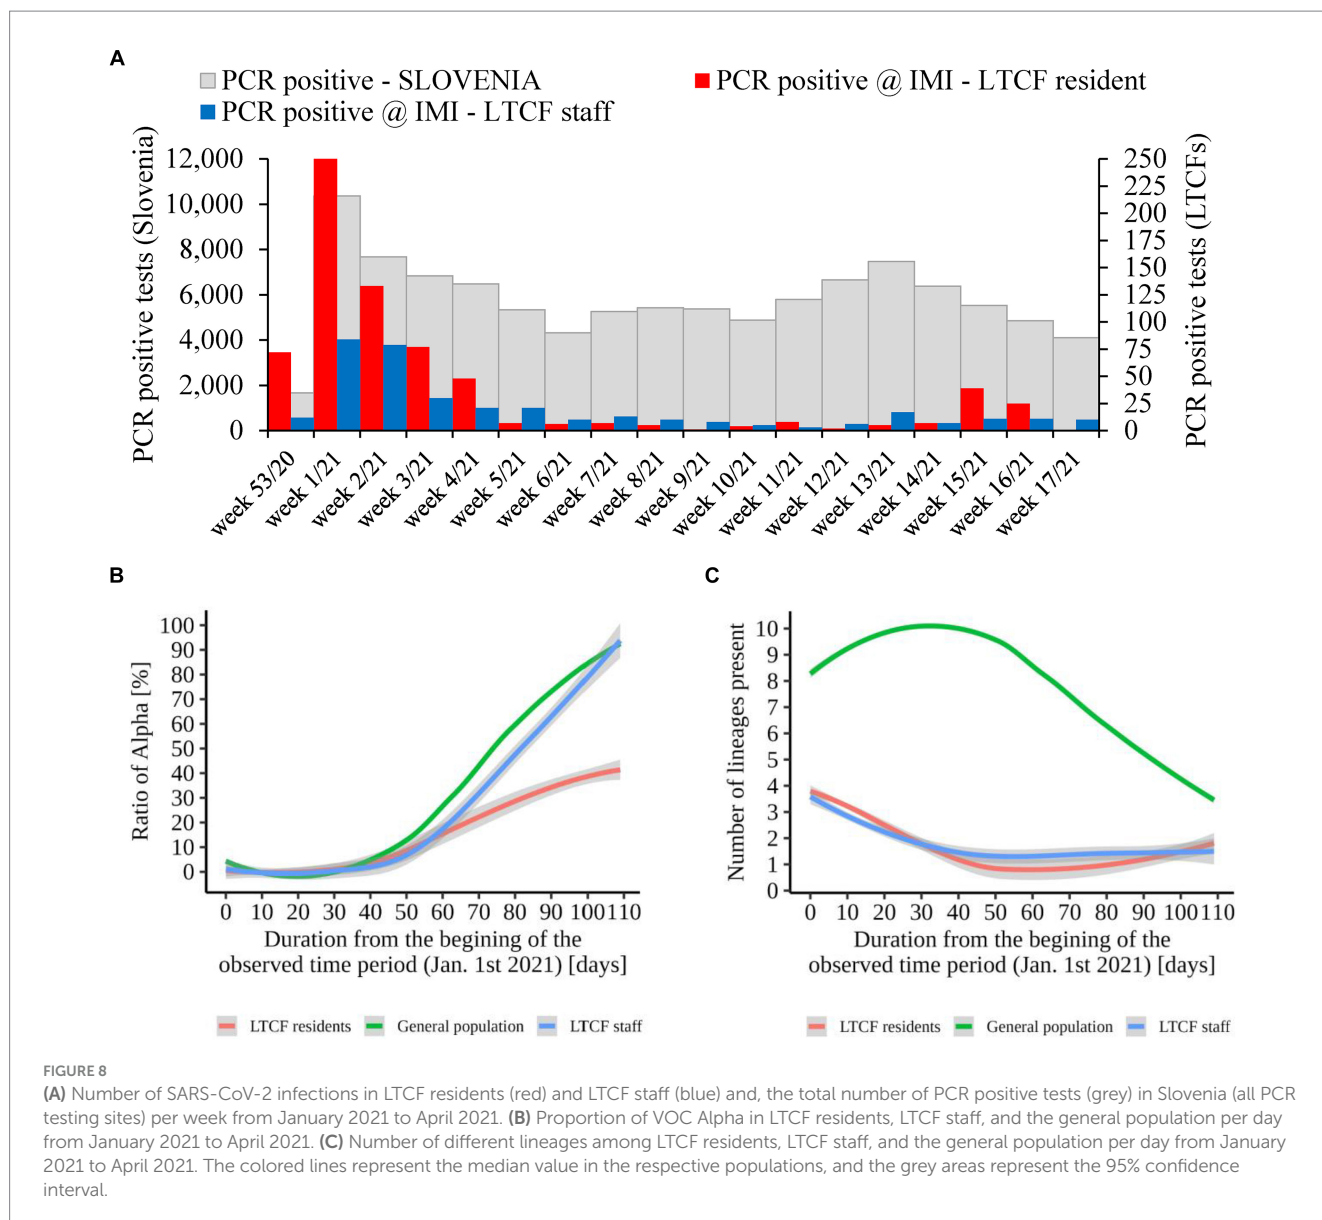 A
PCR positive - SLOVENIA
PCR positive @ IMI - LTCF resident
PCR positive @ IMI - LTCF staff
PCR positive tests (Slovenia)
12,000
10,000
8,000
6,000
4,000
2,000
0
250
225
200
175
150
125
100
75
50
25
0
PCR positive tests (LTCFs)
week 53/20
week 1/21
week 2/21
week 3/21
week 4/21
week 5/21
week 6/21
week 7/21
week 8/21
week 9/21
week 10/21
week 11/21
week 12/21
week 13/21
week 14/21
week 15/21
week 16/21
week 17/21
B
Ratio of Alpha [%]
100
90
80
70
60
50
40
30
20
10
0
0 10 20 30 40 50 60 70 80 90 100 110
Duration from the begining of the
observed time period (Jan. 1st 2021) [days]
LTCF residents General population LTCF staff
C
Number of lineages present
10
9
8
7
6
5
4
3
2
1
0
0 10 20 30 40 50 60 70 80 90 100 110
Duration from the begining of the
observed time period (Jan. 1st 2021) [days]
LTCF residents General population LTCF staff
FIGURE 8
(A) Number of SARS-CoV-2 infections in LTCF residents (red) and LTCF staff (blue) and, the total number of PCR positive tests (grey) in Slovenia (all PCR
testing sites) per week from January 2021 to April 2021. (B) Proportion of VOC Alpha in LTCF residents, LTCF staff, and the general population per day
from January 2021 to April 2021. (C) Number of different lineages among LTCF residents, LTCF staff, and the general population per day from January
2021 to April 2021. The colored lines represent the median value in the respective populations, and the grey areas represent the 95% confidence
interval.